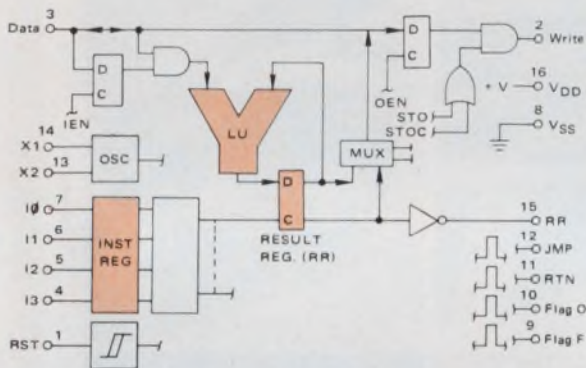 3
Data
D
C
IEN
LU
D
C
OEN
STO
STOC
2
Write
16
+ V
VDD
8
VSS
14
X1
13
X2
OSC
MUX
7
IØ
6
I1
5
I2
4
I3
INST
REG
D
C
RESULT
REG. (RR)
15
RR
12
JMP
11
RTN
10
Flag O
9
Flag F
1
RST